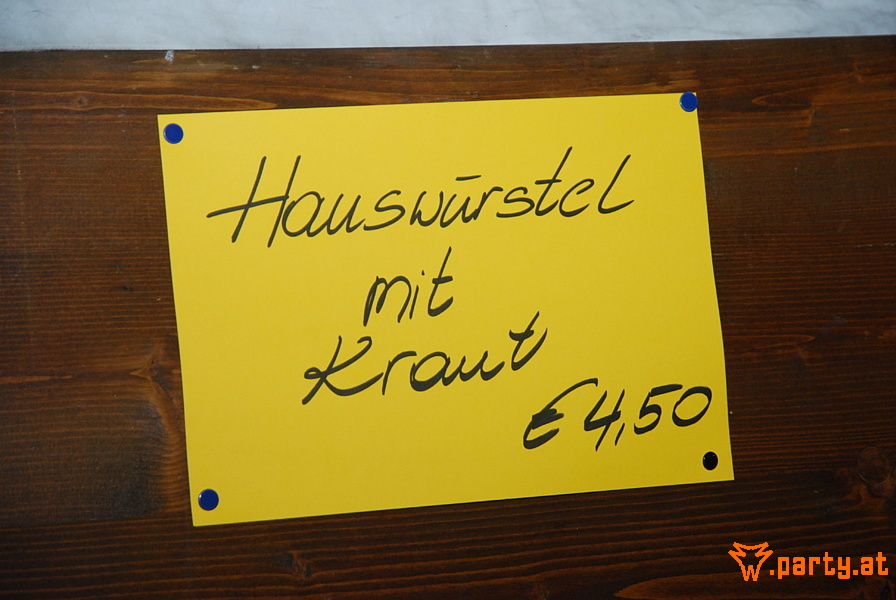 Hauswürstel
mit
Kraut
€ 4,50
.party.at